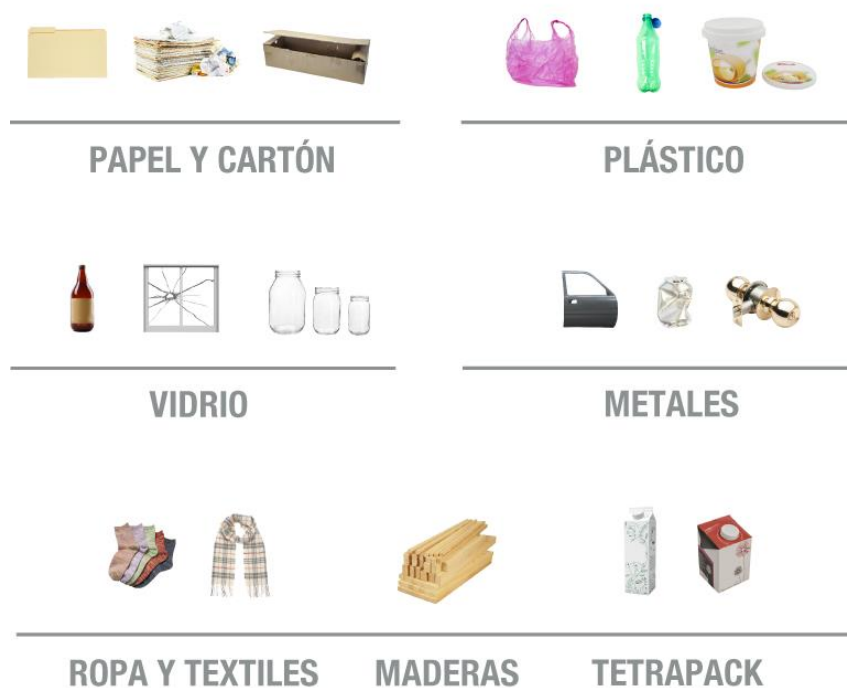 PAPEL Y CARTÓN
PLÁSTICO
VIDRIO
METALES
ROPA Y TEXTILES
MADERAS
TETRAPACK